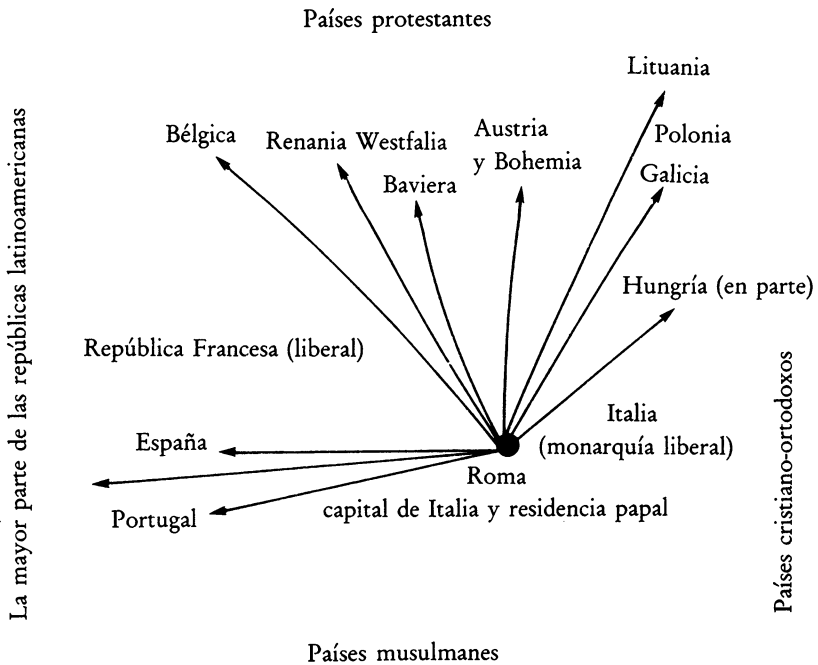 Países protestantes
Lituania
Bélgica
Renania Westfalia
Austria
y Bohemia
Polonia
Baviera
Galicia
Hungría (en parte)
República Francesa (liberal)
Italia
(monarquía liberal)
España
Roma
Portugal
capital de Italia y residencia papal
La mayor parte de las repúblicas latinoamericanas
Países cristiano-ortodoxos
Países musulmanes